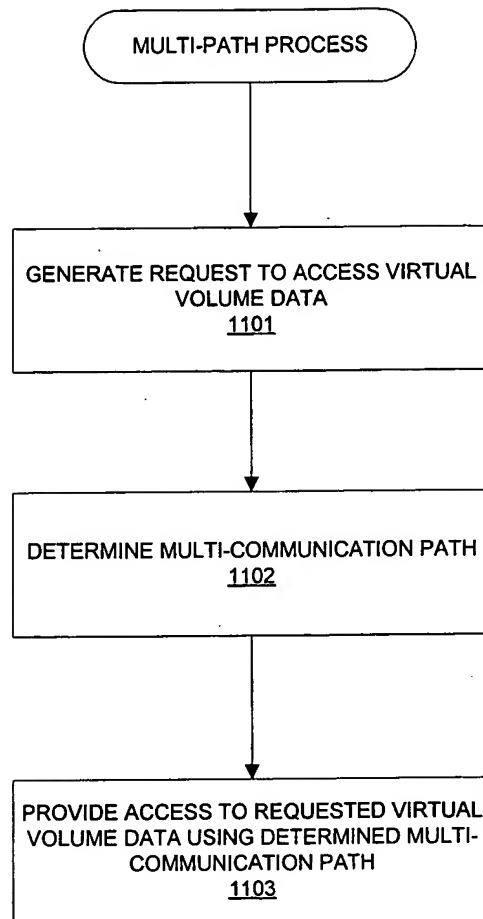 MULTI-PATH PROCESS
GENERATE REQUEST TO ACCESS VIRTUAL
VOLUME DATA
1101
DETERMINE MULTI-COMMUNICATION PATH
1102
PROVIDE ACCESS TO REQUESTED VIRTUAL
VOLUME DATA USING DETERMINED MULTI-
COMMUNICATION PATH
1103